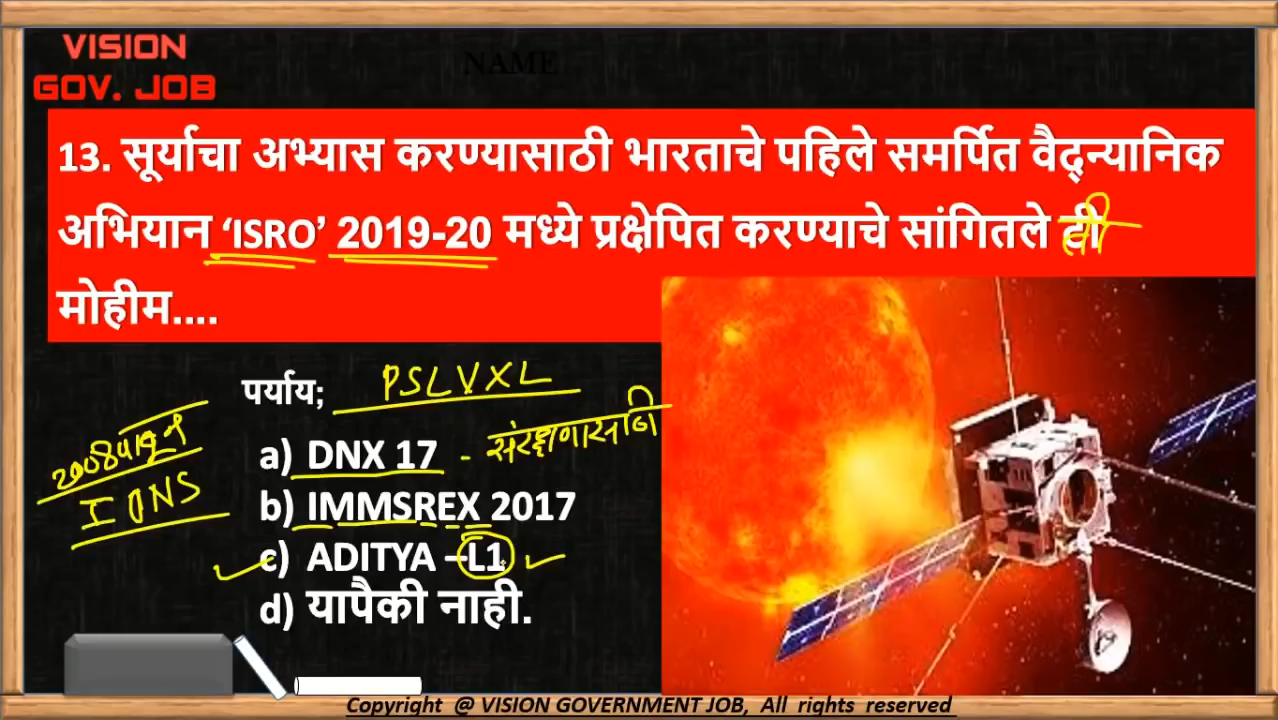 VISION
GOV. JOB
NAME
13. सूर्याचा अभ्यास करण्यासाठी भारताचे पहिले समर्पित वैद्न्यानिक
अभियान ‘ISRO’ 2019-20 मध्ये प्रक्षेपित करण्याचे सांगितले ती
मोहीम....
पर्याय; PSLVXL
a) DNX 17 - संरक्षणासाठी
b) IMMSREX 2017
c) ADITYA –L1
d) यापैकी नाही.
2008पासून
IONS
Copyright @ VISION GOVERNMENT JOB, All rights reserved